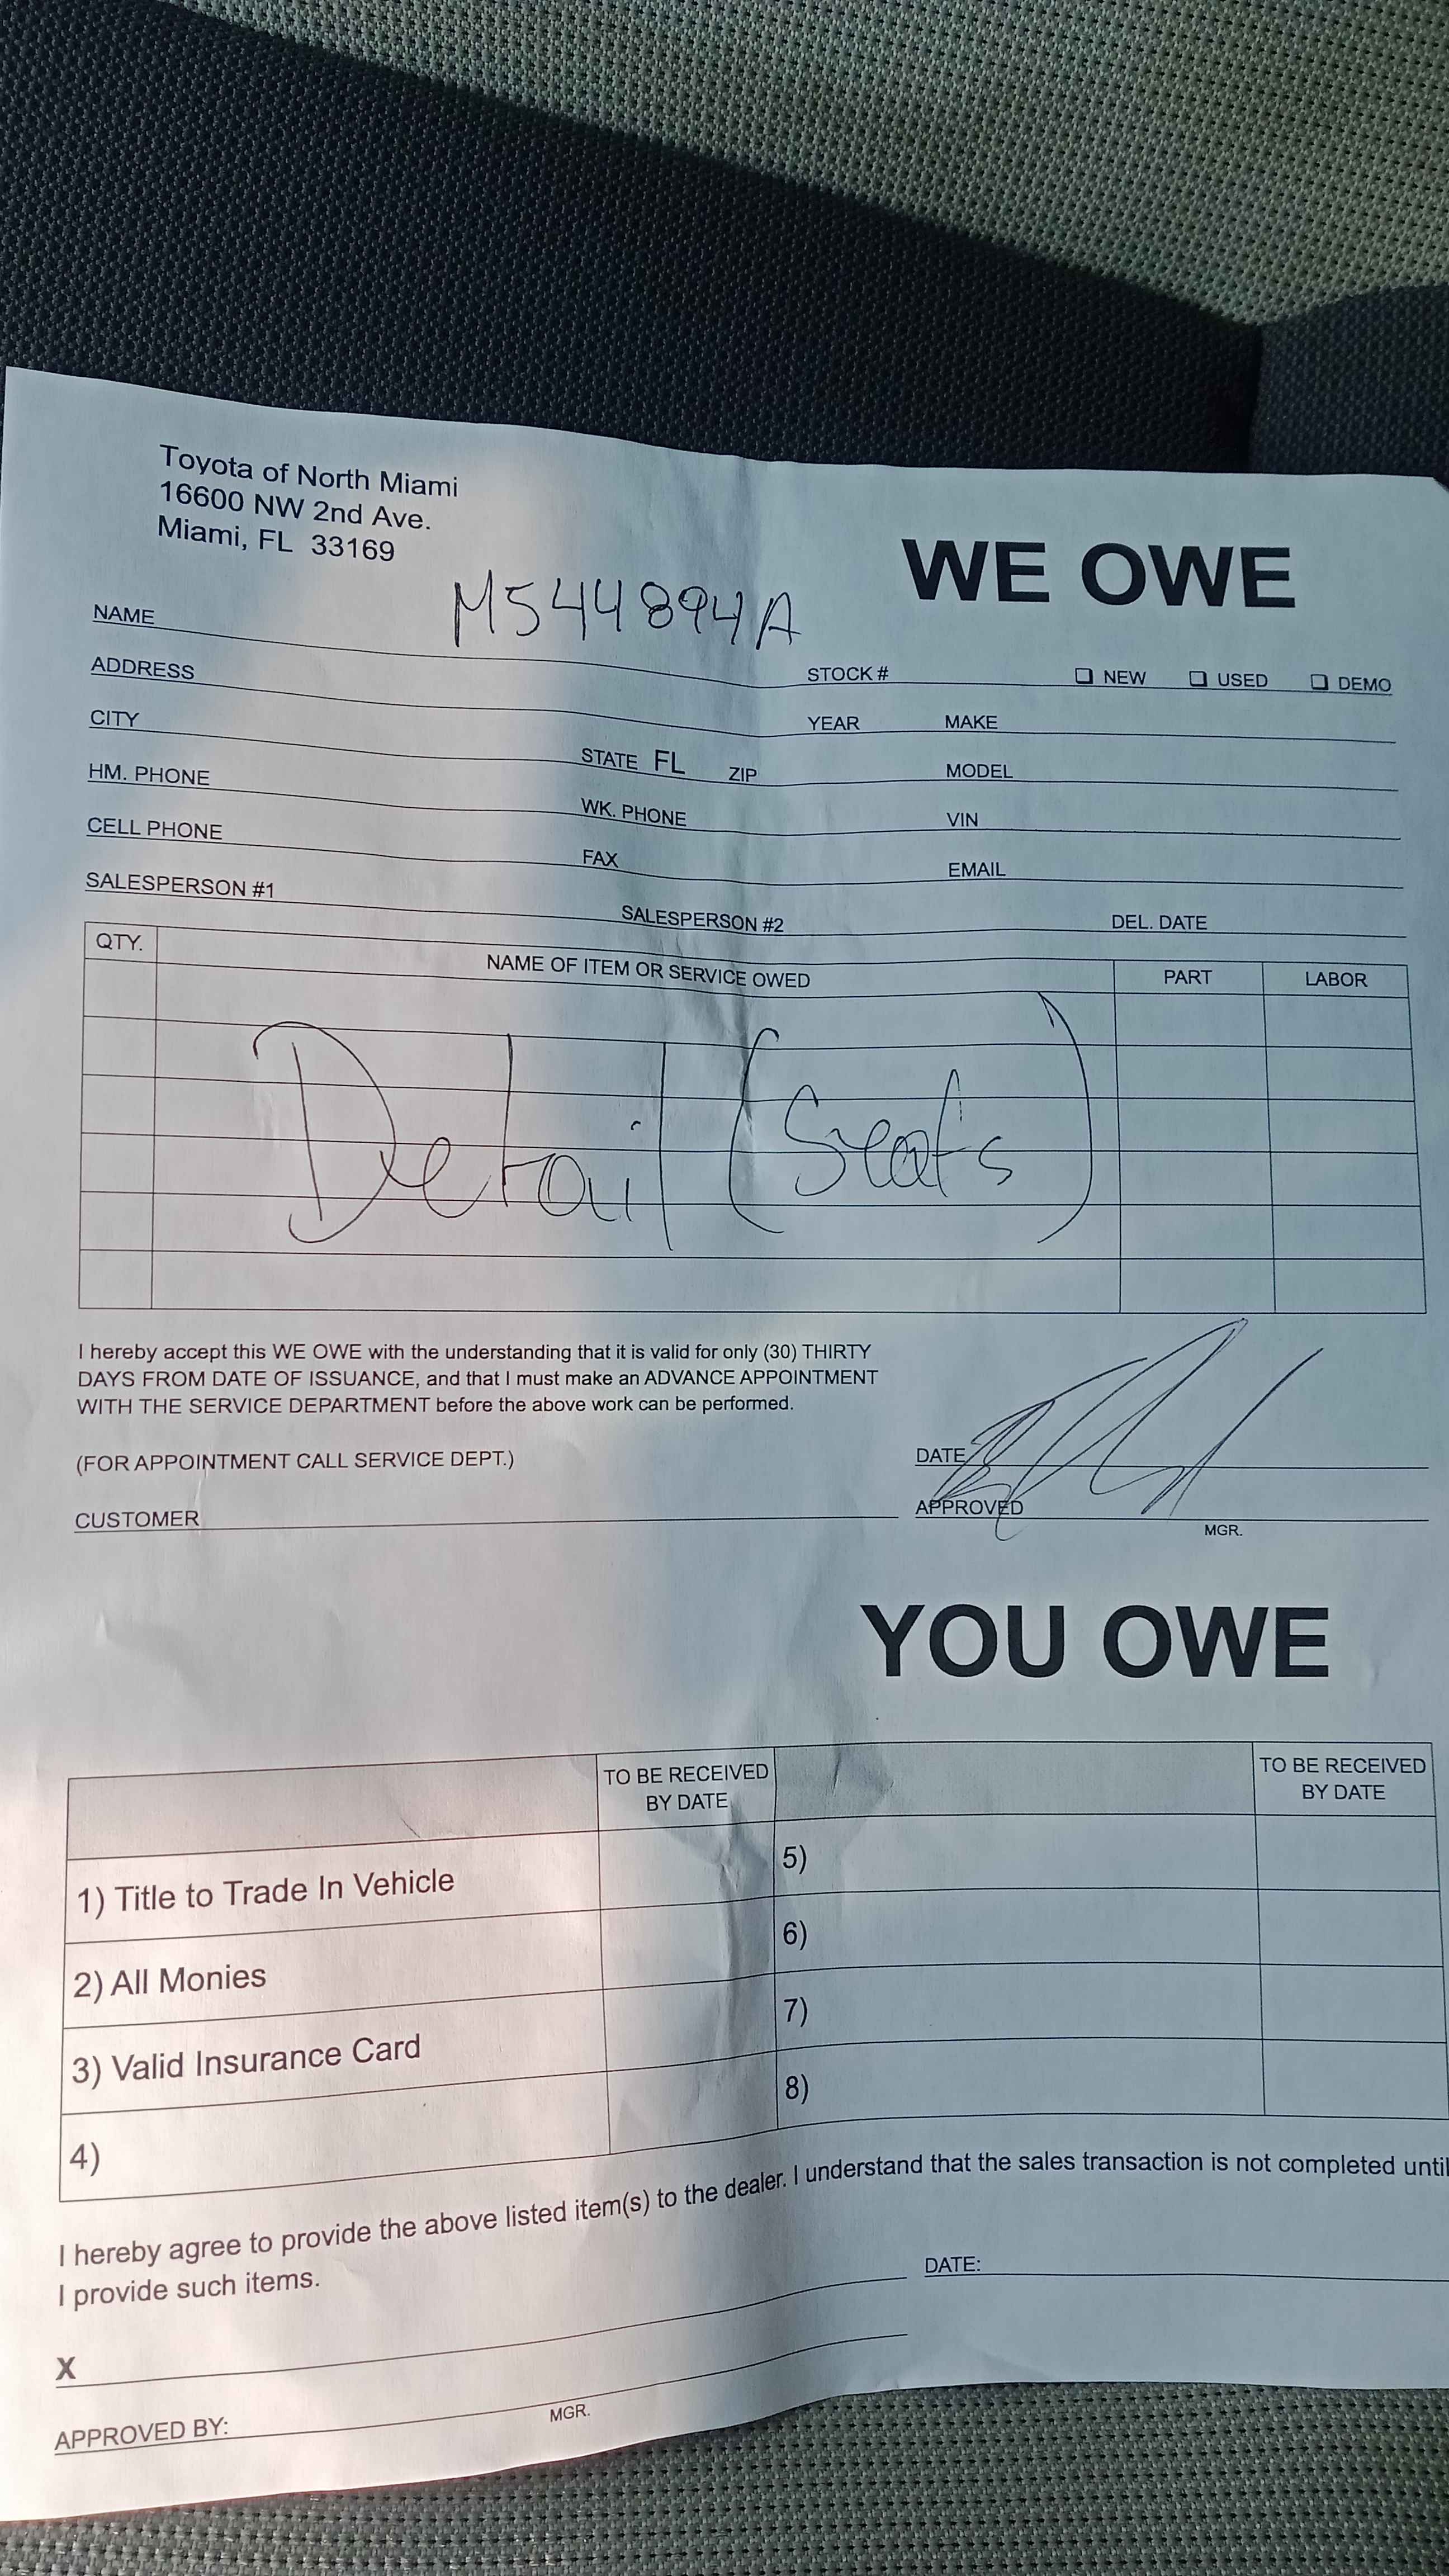 Toyota of North Miami
16600 NW 2nd Ave.
Miami, FL 33169
WE OWE
M544894A
NAME
STOCK # ❏ NEW ❏ USED ❏ DEMO
ADDRESS
YEAR MAKE
CITY STATE FL ZIP
MODEL
HM. PHONE WK. PHONE
VIN
CELL PHONE FAX
EMAIL
SALESPERSON #1 SALESPERSON #2 DEL. DATE
QTY. NAME OF ITEM OR SERVICE OWED PART LABOR
Detail (Seats)
I hereby accept this WE OWE with the understanding that it is valid for only (30) THIRTY
DAYS FROM DATE OF ISSUANCE, and that I must make an ADVANCE APPOINTMENT
WITH THE SERVICE DEPARTMENT before the above work can be performed.
(FOR APPOINTMENT CALL SERVICE DEPT.)
DATE
CUSTOMER
APPROVED
MGR.
YOU OWE
TO BE RECEIVED
BY DATE
TO BE RECEIVED
BY DATE
1) Title to Trade In Vehicle
5)
2) All Monies
6)
3) Valid Insurance Card
7)
4)
8)
I hereby agree to provide the above listed item(s) to the dealer. I understand that the sales transaction is not completed until
I provide such items.
DATE:
X
APPROVED BY:
MGR.